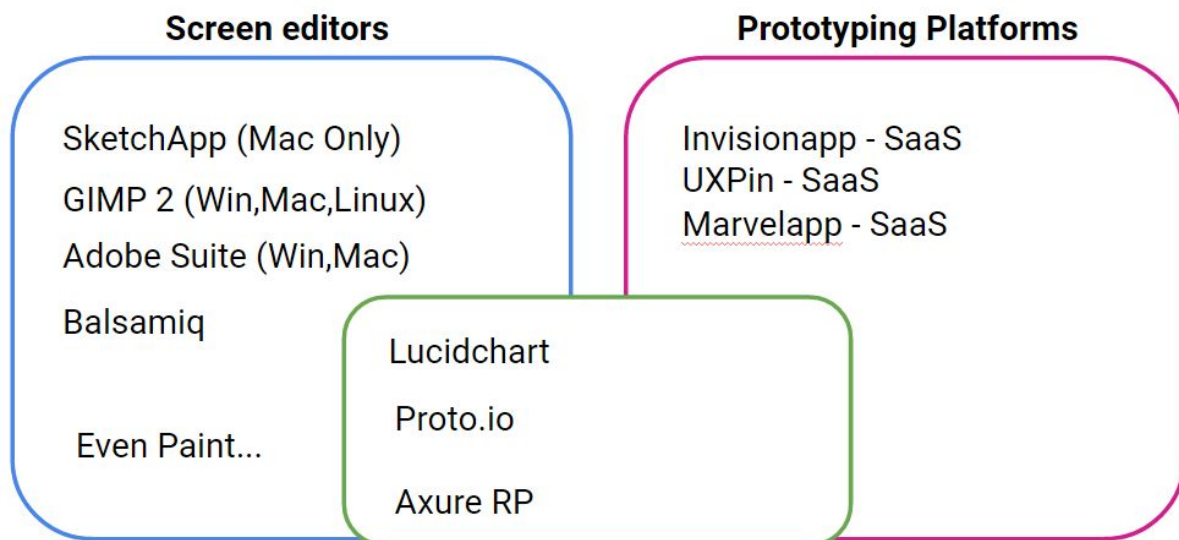 Screen editors
SketchApp (Mac Only)
GIMP 2 (Win,Mac,Linux)
Adobe Suite (Win,Mac)
Balsamiq
Even Paint...
Prototyping Platforms
Invisionapp - SaaS
UXPin - SaaS
Marvelapp - SaaS
Lucidchart
Proto.io
Axure RP